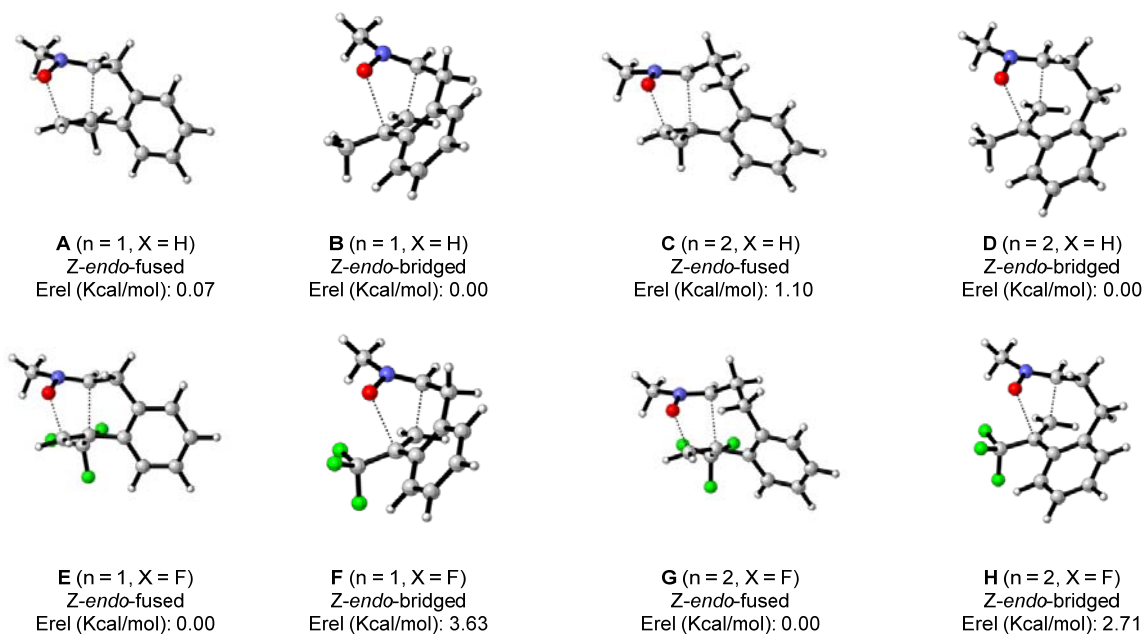 A (n = 1, X = H)
Z-endo-fused
Erel (Kcal/mol): 0.07
B (n = 1, X = H)
Z-endo-bridged
Erel (Kcal/mol): 0.00
C (n = 2, X = H)
Z-endo-fused
Erel (Kcal/mol): 1.10
D (n = 2, X = H)
Z-endo-bridged
Erel (Kcal/mol): 0.00
E (n = 1, X = F)
Z-endo-fused
Erel (Kcal/mol): 0.00
F (n = 1, X = F)
Z-endo-bridged
Erel (Kcal/mol): 3.63
G (n = 2, X = F)
Z-endo-fused
Erel (Kcal/mol): 0.00
H (n = 2, X = F)
Z-endo-bridged
Erel (Kcal/mol): 2.71